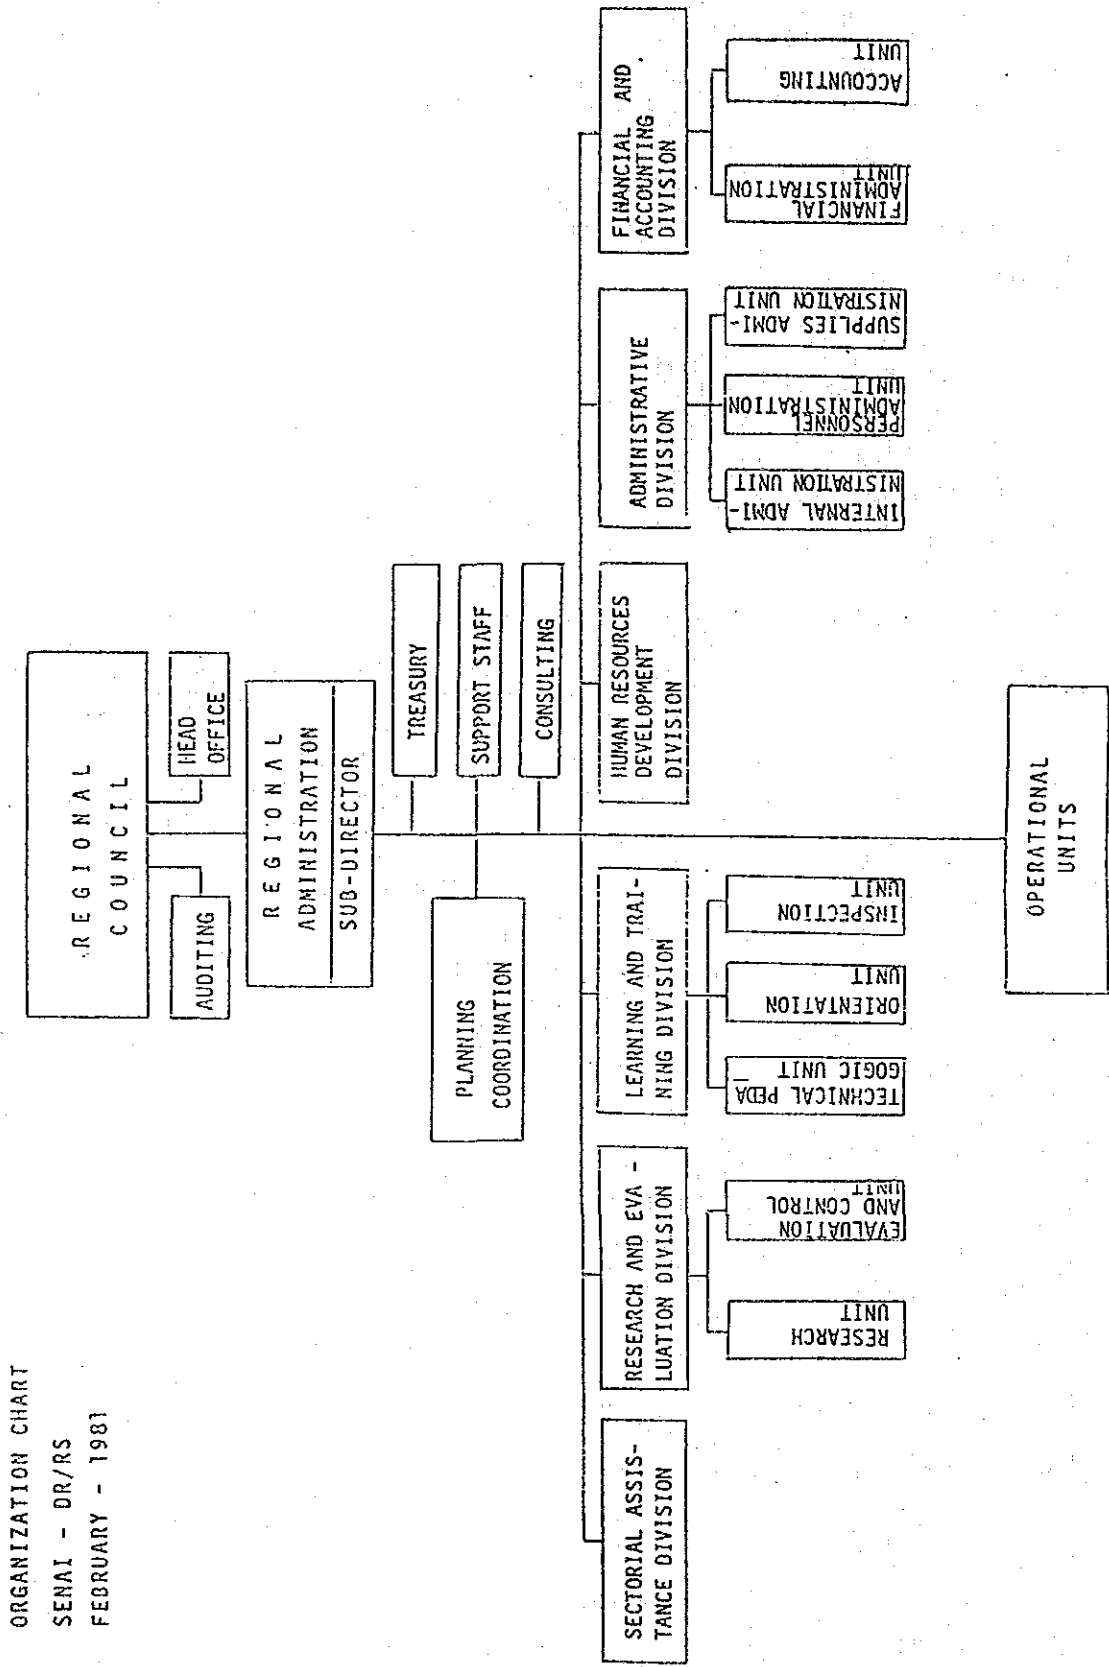 ORGANIZATION CHART
SENAI - DR/RS
FEBRUARY - 1981
REGIONAL
COUNCIL
AUDITING
HEAD
OFFICE
REGIONAL
ADMINISTRATION
SUB-DIRECTOR
TREASURY
SUPPORT STAFF
CONSULTING
PLANNING
COORDINATION
SECTORIAL ASSIS-
TANCE DIVISION
RESEARCH AND EVA -
LUATION DIVISION
LEARNING AND TRAI-
NING DIVISION
HUMAN RESOURCES
DEVELOPMENT
DIVISION
ADMINISTRATIVE
DIVISION
FINANCIAL AND
ACCOUNTING
DIVISION
RESEARCH
UNIT
EVALUATION
AND CONTROL
UNIT
TECHNICAL PEDA
GOGIC UNIT
ORIENTATION
UNIT
INSPECTION
UNIT
INTERNAL ADMI-
NISTRATION UNIT
PERSONNEL
ADMINISTRATION
UNIT
SUPPLIES ADMI-
NISTRATION UNIT
FINANCIAL
ADMINISTRATION
UNIT
ACCOUNTING
UNIT
OPERATIONAL
UNITS